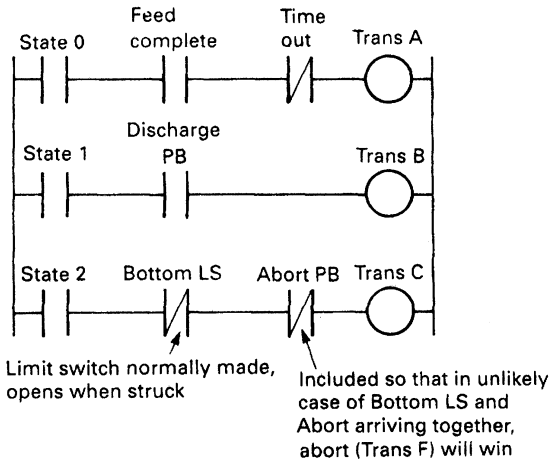 State 0
Feed
complete
Time
out
Trans A
State 1
Discharge
PB
Trans B
State 2
Bottom LS
Abort PB
Trans C
Limit switch normally made,
opens when struck
Included so that in unlikely
case of Bottom LS and
Abort arriving together,
abort (Trans F) will win